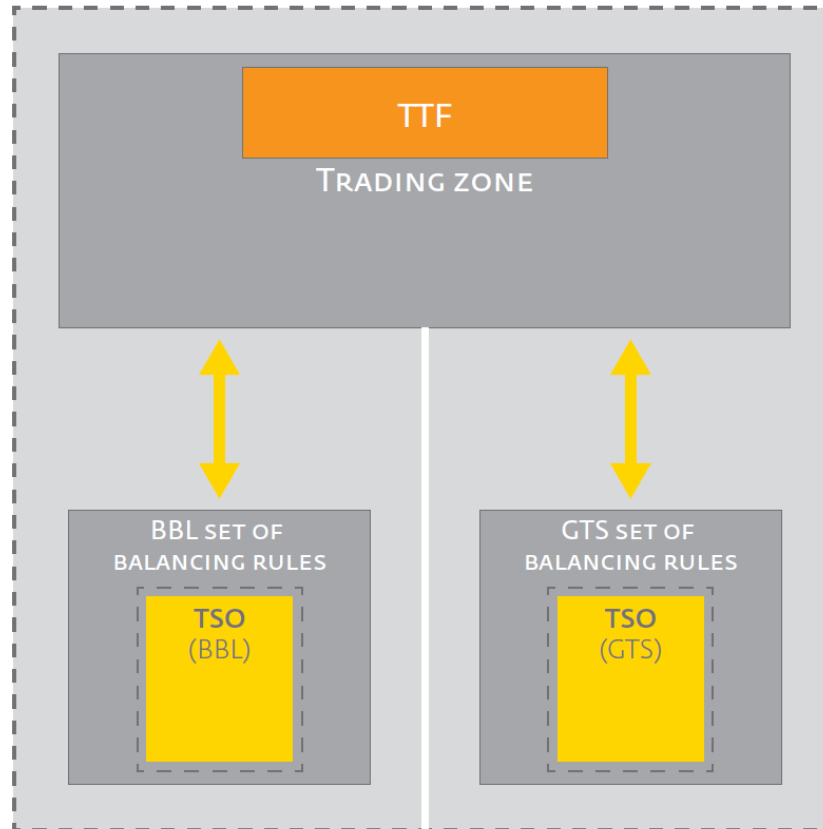 TTF
TRADING ZONE
BBL SET OF
BALANCING RULES
TSO
(BBL)
GTS SET OF
BALANCING RULES
TSO
(GTS)